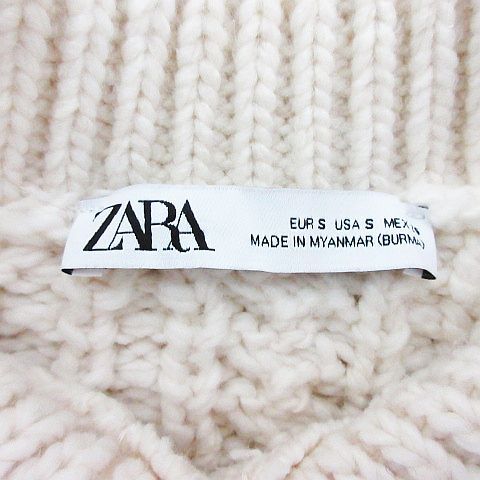 ZARA
EUR S USA S MEX
MADE IN MYANMAR (BURMA)